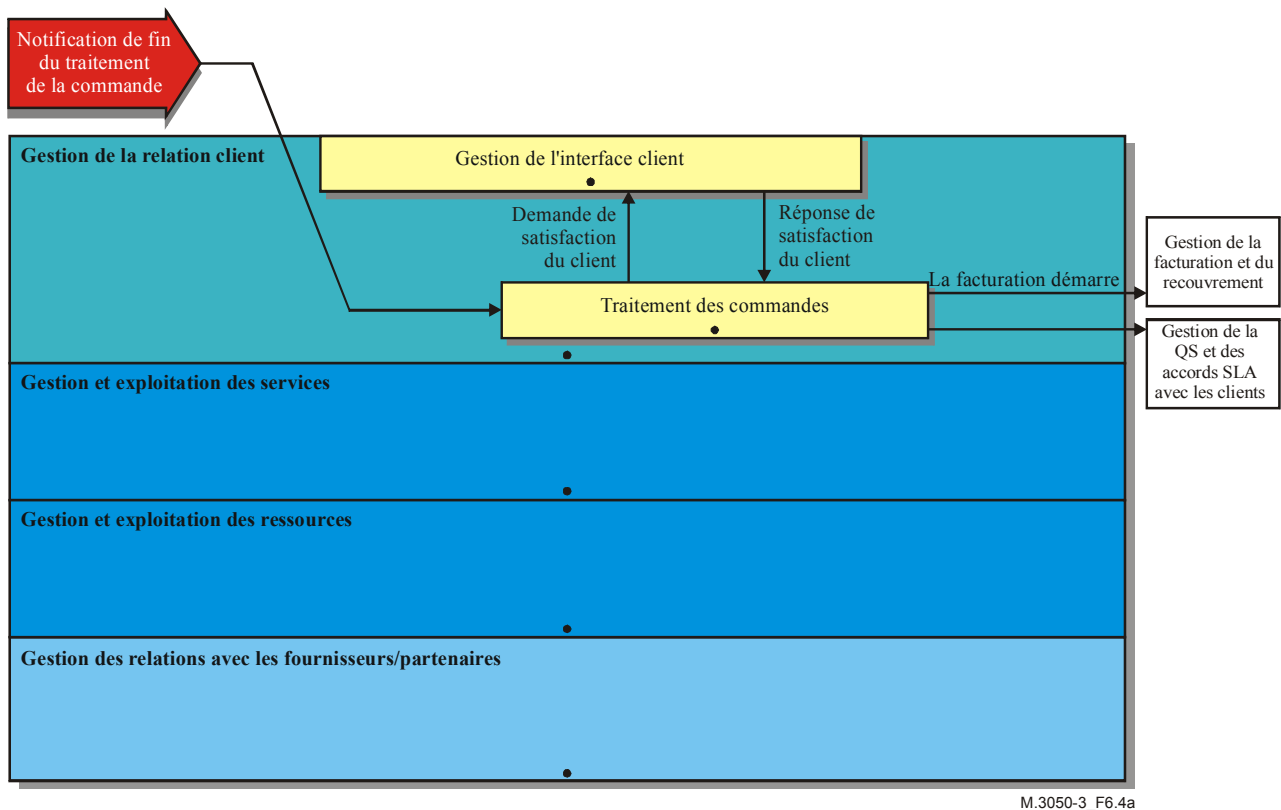 Notification de fin
du traitement
de la commande
Gestion de la relation client
Gestion de l'interface client
Demande de
satisfaction
du client
Réponse de
satisfaction
du client
Traitement des commandes
La facturation démarre
Gestion de la
facturation et du
recouvrement
Gestion de la
QS et des
accords SLA
avec les clients
Gestion et exploitation des services
Gestion et exploitation des ressources
Gestion des relations avec les fournisseurs/partenaires
M.3050-3_F6.4a